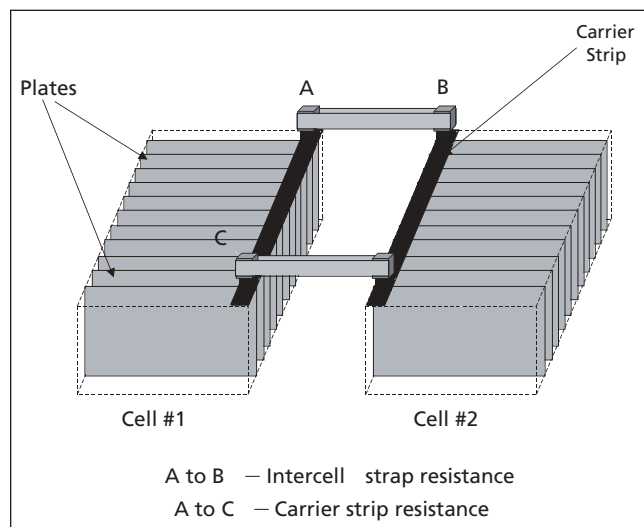 Carrier
Strip
A
B
Plates
C
Cell #1
Cell #2
A to B – Intercell strap resistance
A to C – Carrier strip resistance